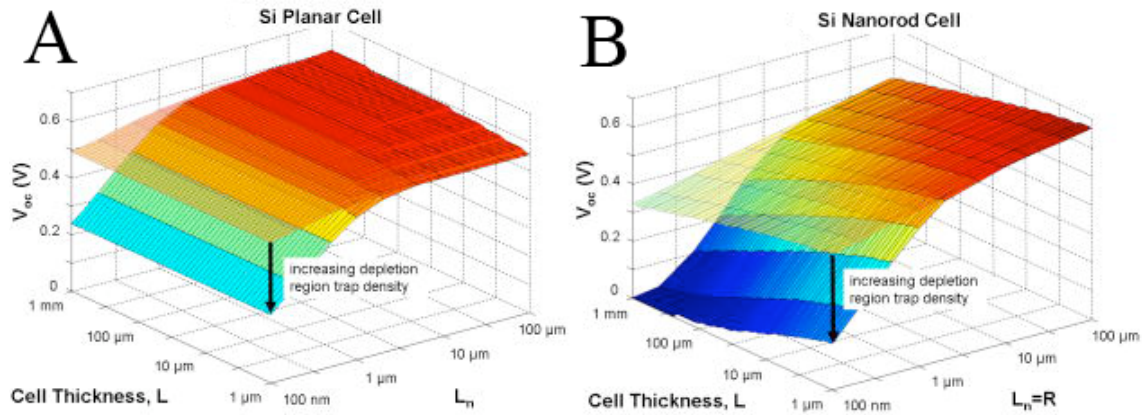 A
Si Planar Cell
V_oc (V)
0.6
0.4
0.2
0
increasing depletion
region trap density
1 mm
100 µm
10 µm
1 µm
100 nm
1 µm
10 µm
100 µm
Cell Thickness, L
L_n
B
Si Nanorod Cell
V_oc (V)
0.6
0.4
0.2
0
increasing depletion
region trap density
1 mm
100 µm
10 µm
1 µm
100 nm
1 µm
10 µm
100 µm
Cell Thickness, L
L_n=R